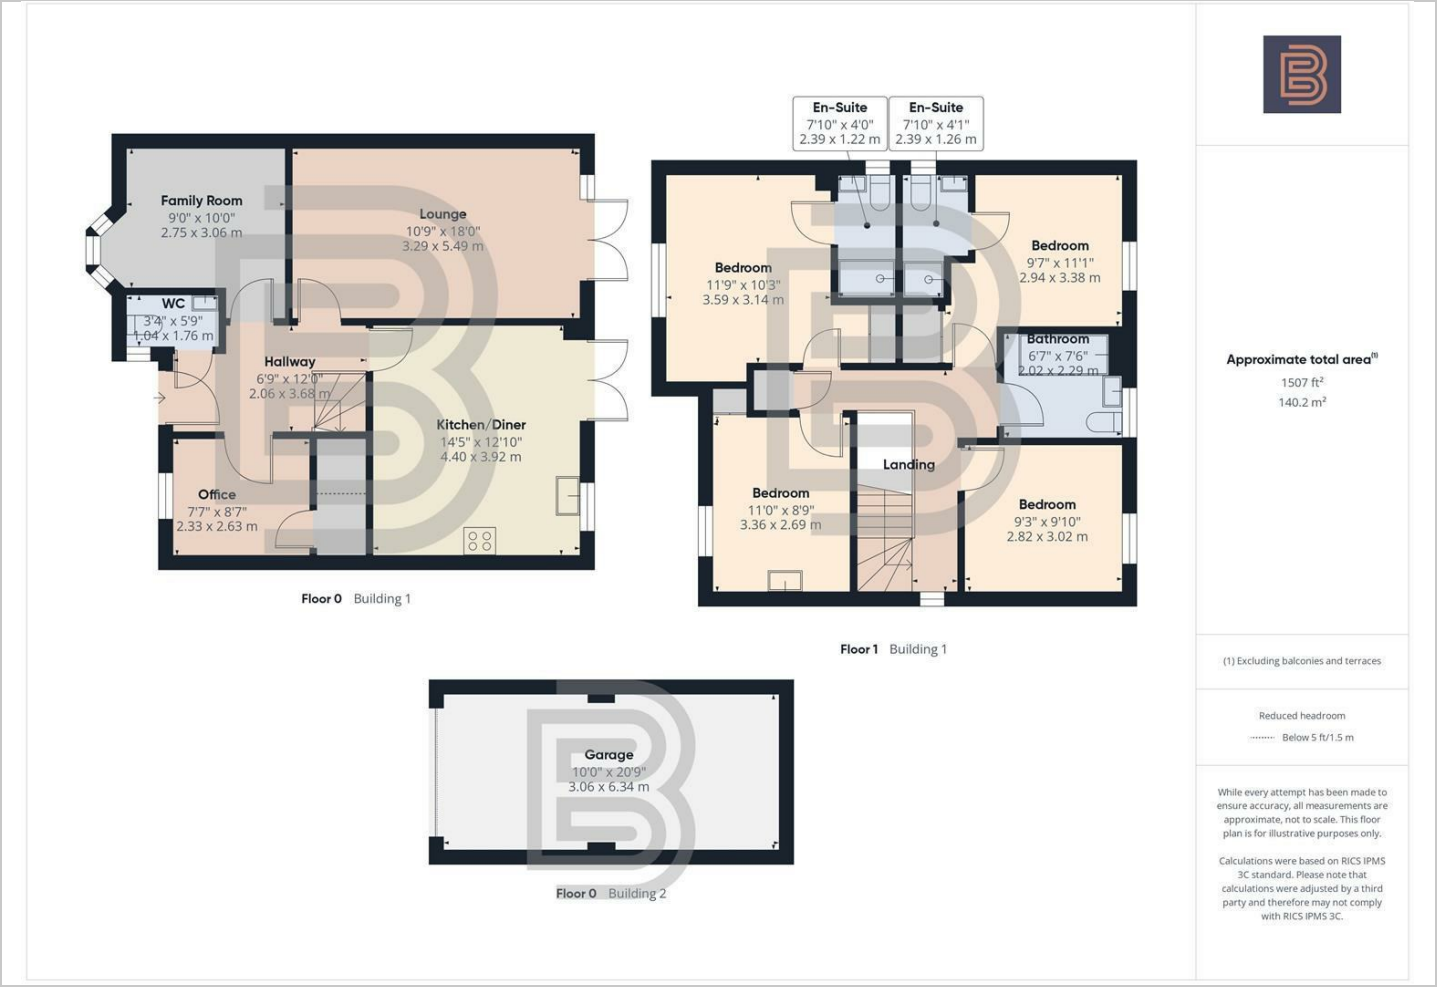 En-Suite
7'10" x 4'0"
2.39 x 1.22 m
En-Suite
7'10" x 4'1"
2.39 x 1.26 m
Family Room
9'0" x 10'0"
2.75 x 3.06 m
Lounge
10'9" x 18'0"
3.29 x 5.49 m
WC
3'4" x 5'9"
1.04 x 1.76 m
Hallway
6'9" x 12'0"
2.06 x 3.68 m
Kitchen/Diner
14'5" x 12'10"
4.40 x 3.92 m
Office
7'7" x 8'7"
2.33 x 2.63 m
Floor 0 Building 1
Bedroom
11'9" x 10'3"
3.59 x 3.14 m
Bedroom
9'7" x 11'1"
2.94 x 3.38 m
Bathroom
6'7" x 7'6"
2.02 x 2.29 m
Landing
Bedroom
11'0" x 8'9"
3.36 x 2.69 m
Bedroom
9'3" x 9'10"
2.82 x 3.02 m
Floor 1 Building 1
Garage
10'0" x 20'9"
3.06 x 6.34 m
Floor 0 Building 2
B
Approximate total area(1)
1507 ft²
140.2 m²
(1) Excluding balconies and terraces
Reduced headroom
Below 5 ft/1.5 m
While every attempt has been made to
ensure accuracy, all measurements are
approximate, not to scale. This floor
plan is for illustrative purposes only.
Calculations were based on RICS IPMS
3C standard. Please note that
calculations were adjusted by a third
party and therefore may not comply
with RICS IPMS 3C.